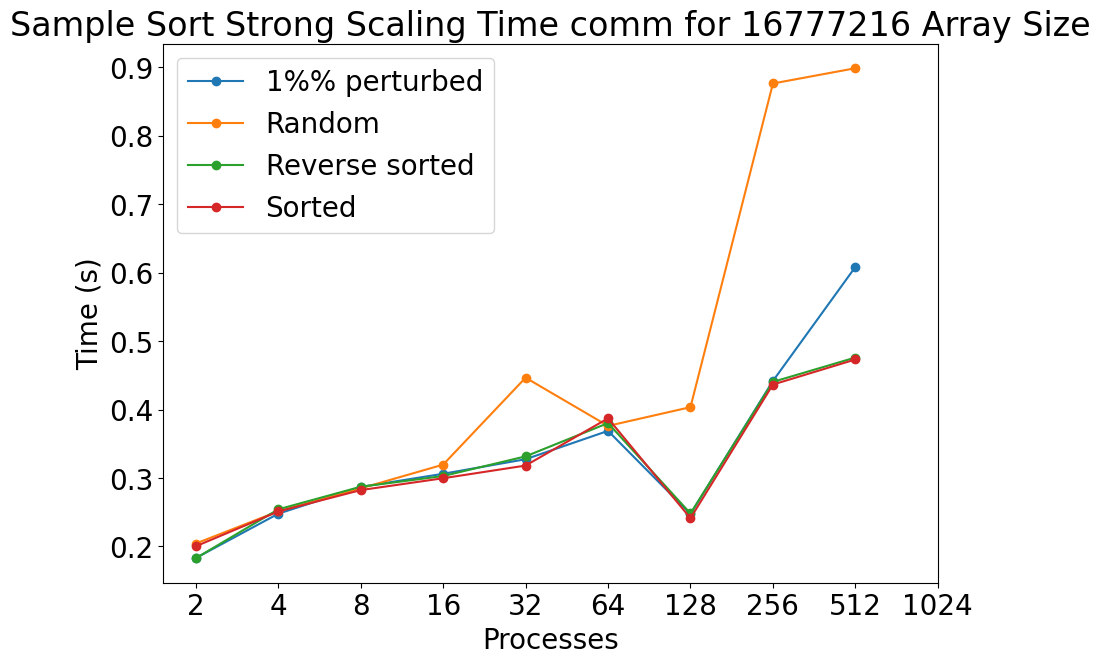 Sample Sort Strong Scaling Time comm for 16777216 Array Size
1%% perturbed
Random
Reverse sorted
Sorted
Time (s)
0.9
0.8
0.7
0.6
0.5
0.4
0.3
0.2
2 4 8 16 32 64 128 256 512 1024
Processes